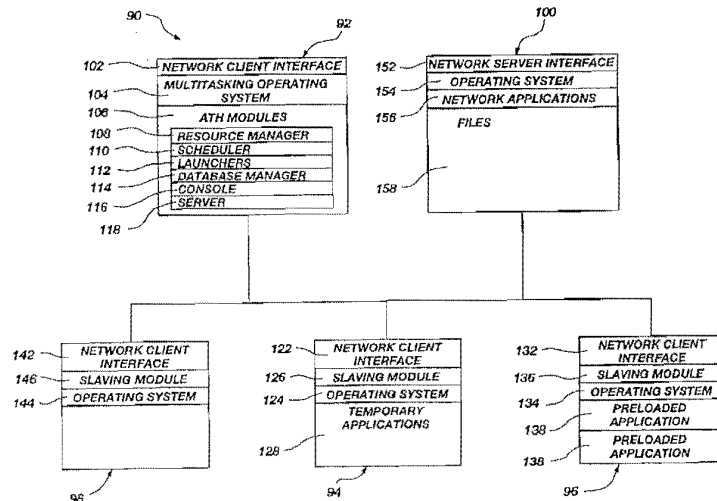 90
92
102
NETWORK CLIENT INTERFACE
104
MULTITASKING OPERATING
SYSTEM
106
ATH MODULES
108
RESOURCE MANAGER
110
SCHEDULER
112
LAUNCHERS
114
DATABASE MANAGER
116
CONSOLE
118
SERVER
100
152
NETWORK SERVER INTERFACE
154
OPERATING SYSTEM
156
NETWORK APPLICATIONS
FILES
158
142
NETWORK CLIENT
INTERFACE
146
SLAVING MODULE
144
OPERATING SYSTEM
98
122
NETWORK CLIENT
INTERFACE
126
SLAVING MODULE
124
OPERATING SYSTEM
TEMPORARY
APPLICATIONS
128
94
132
NETWORK CLIENT
INTERFACE
136
SLAVING MODULE
134
OPERATING SYSTEM
138
PRELOADED
APPLICATION
138
PRELOADED
APPLICATION
96